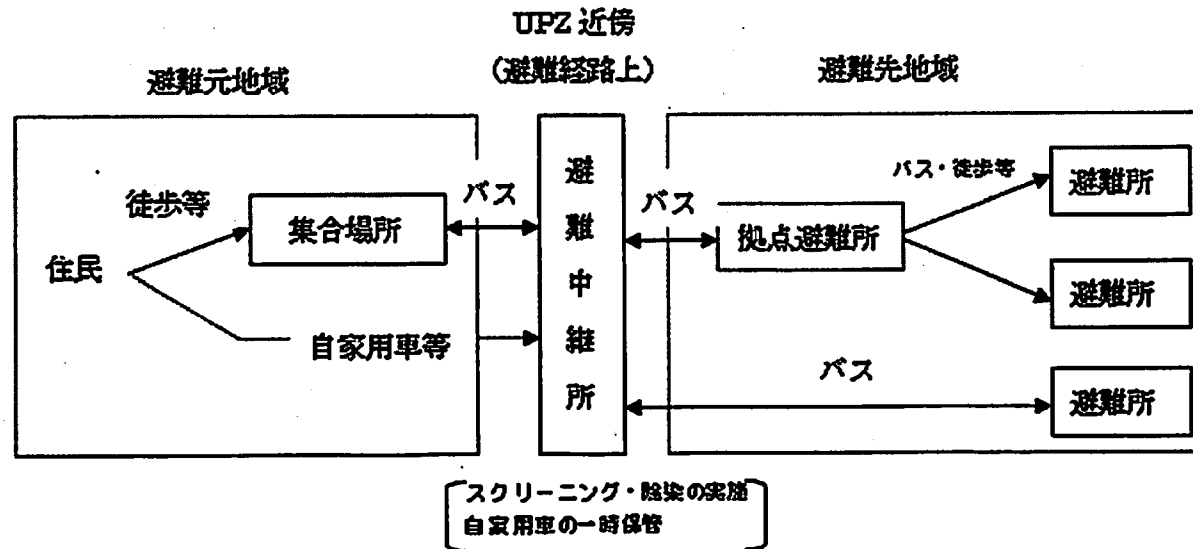 UPZ 近傍
(避難経路上)
避難元地域
避難先地域
住民
徒歩等
集合場所
自家用車等
バス
避難中継所
バス
拠点避難所
バス・徒歩等
避難所
避難所
バス
避難所
スクリーニング・除染の実施
自家用車の一時保管